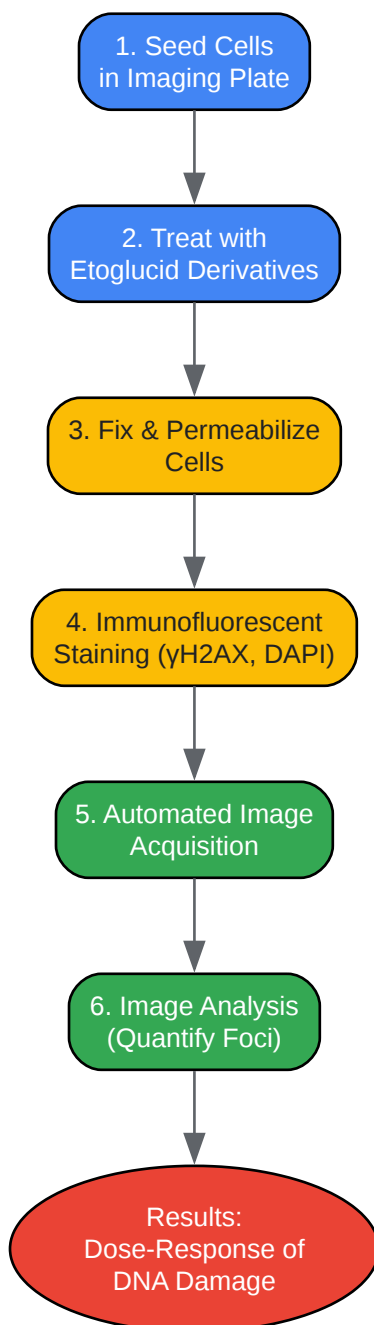 1. Seed Cells
in Imaging Plate
2. Treat with
Etoglucid Derivatives
3. Fix & Permeabilize
Cells
4. Immunofluorescent
Staining (γH2AX, DAPI)
5. Automated Image
Acquisition
6. Image Analysis
(Quantify Foci)
Results:
Dose-Response of
DNA Damage